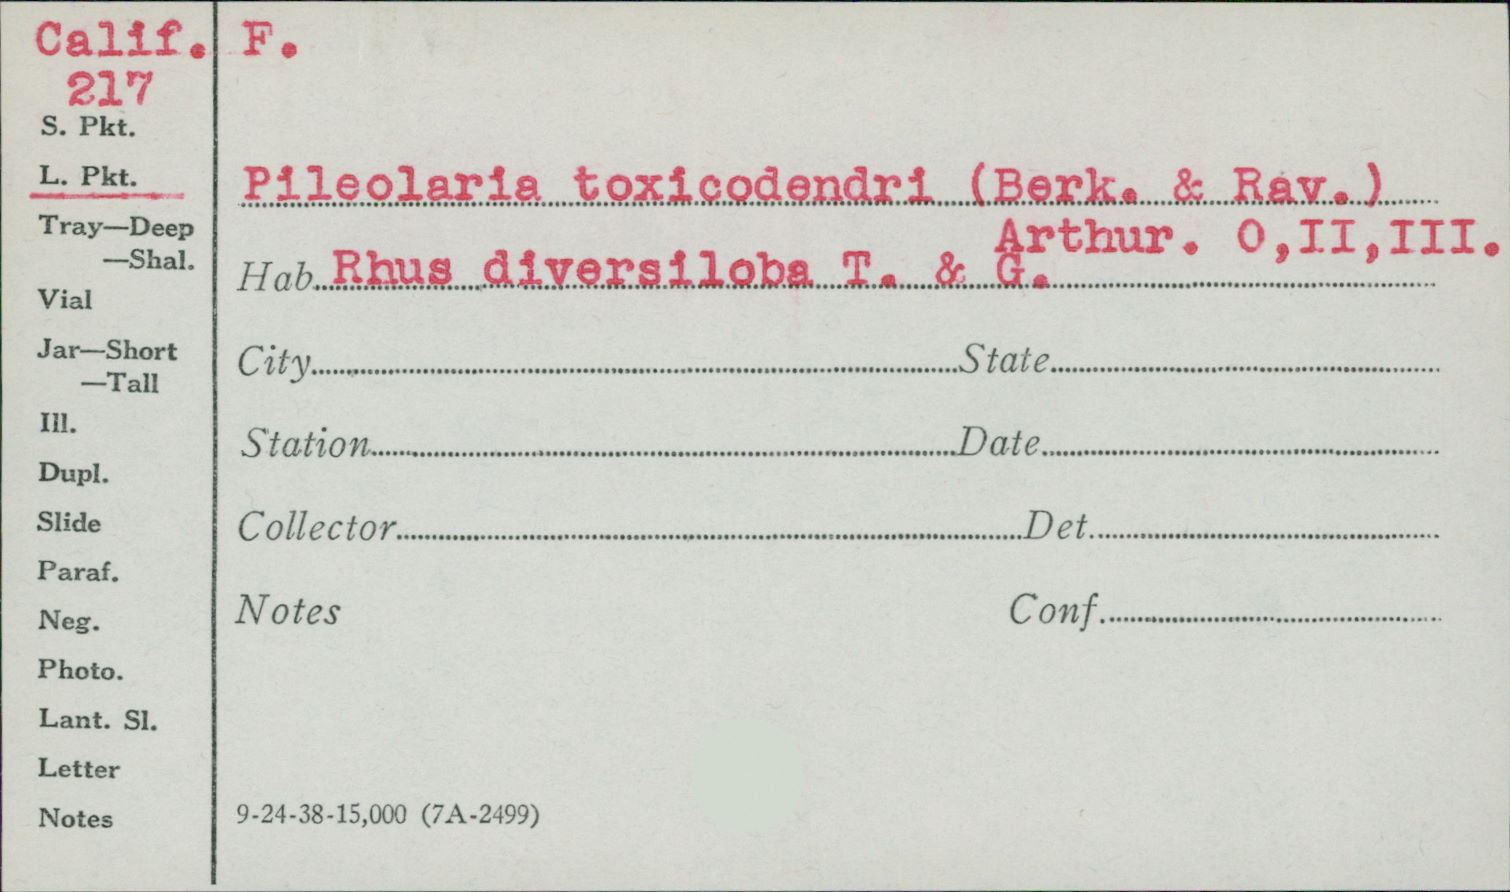 Calif. F.
217
S. Pkt.
L. Pkt.
Tray—Deep
—Shal.
Vial
Jar—Short
—Tall
Ill.
Dupl.
Slide
Paraf.
Neg.
Photo.
Lant. Sl.
Letter
Notes
Pileolaria toxicodendri (Berk. & Rav.)
Arthur. O,II,III.
Hab. Rhus diversiloba T. & G.
City State
Station Date
Collector Det.
Notes Conf.
9-24-38-15,000 (7A-2499)